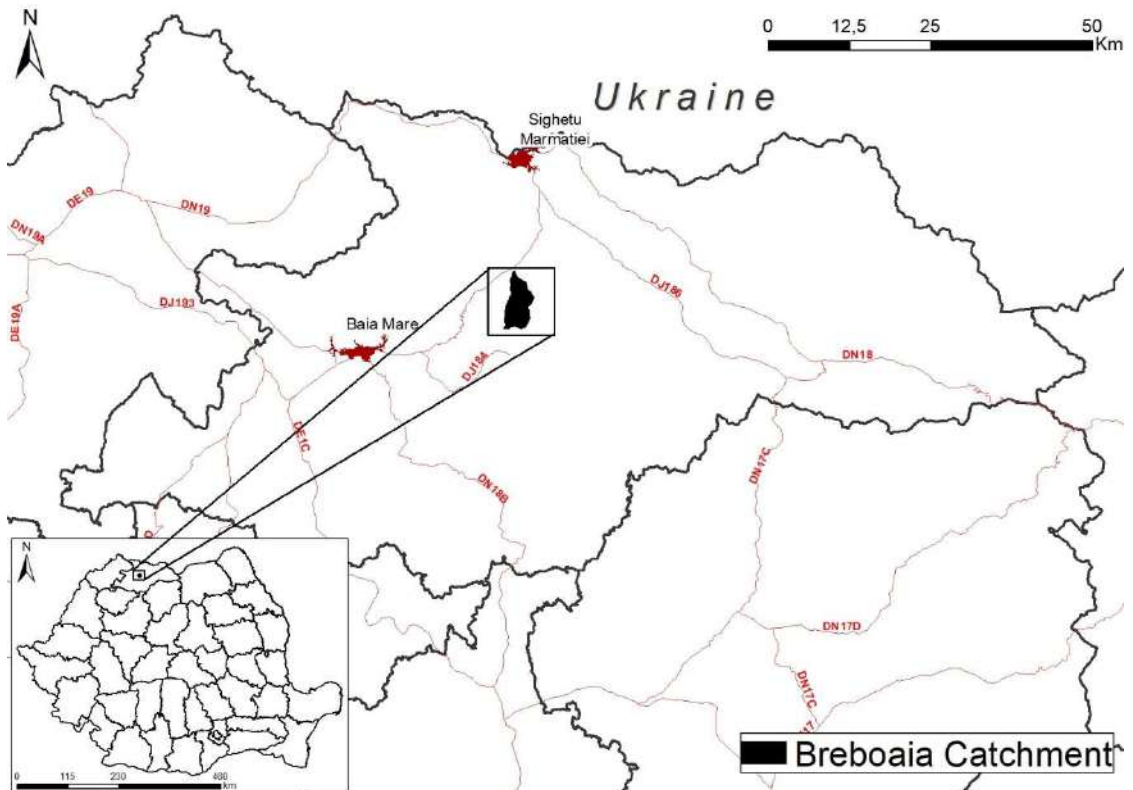 N
0 12,5 25 50
Km
Ukraine
Sighetu
Marmatiei
DE19
DN19
DN19A
DJ193
DE19A
Baia Mare
DJ184
DJ186
DN18
DE1C
DN18B
DN17C
DN17D
DN17C
N
0 115 230 460
km
Breboaia Catchment